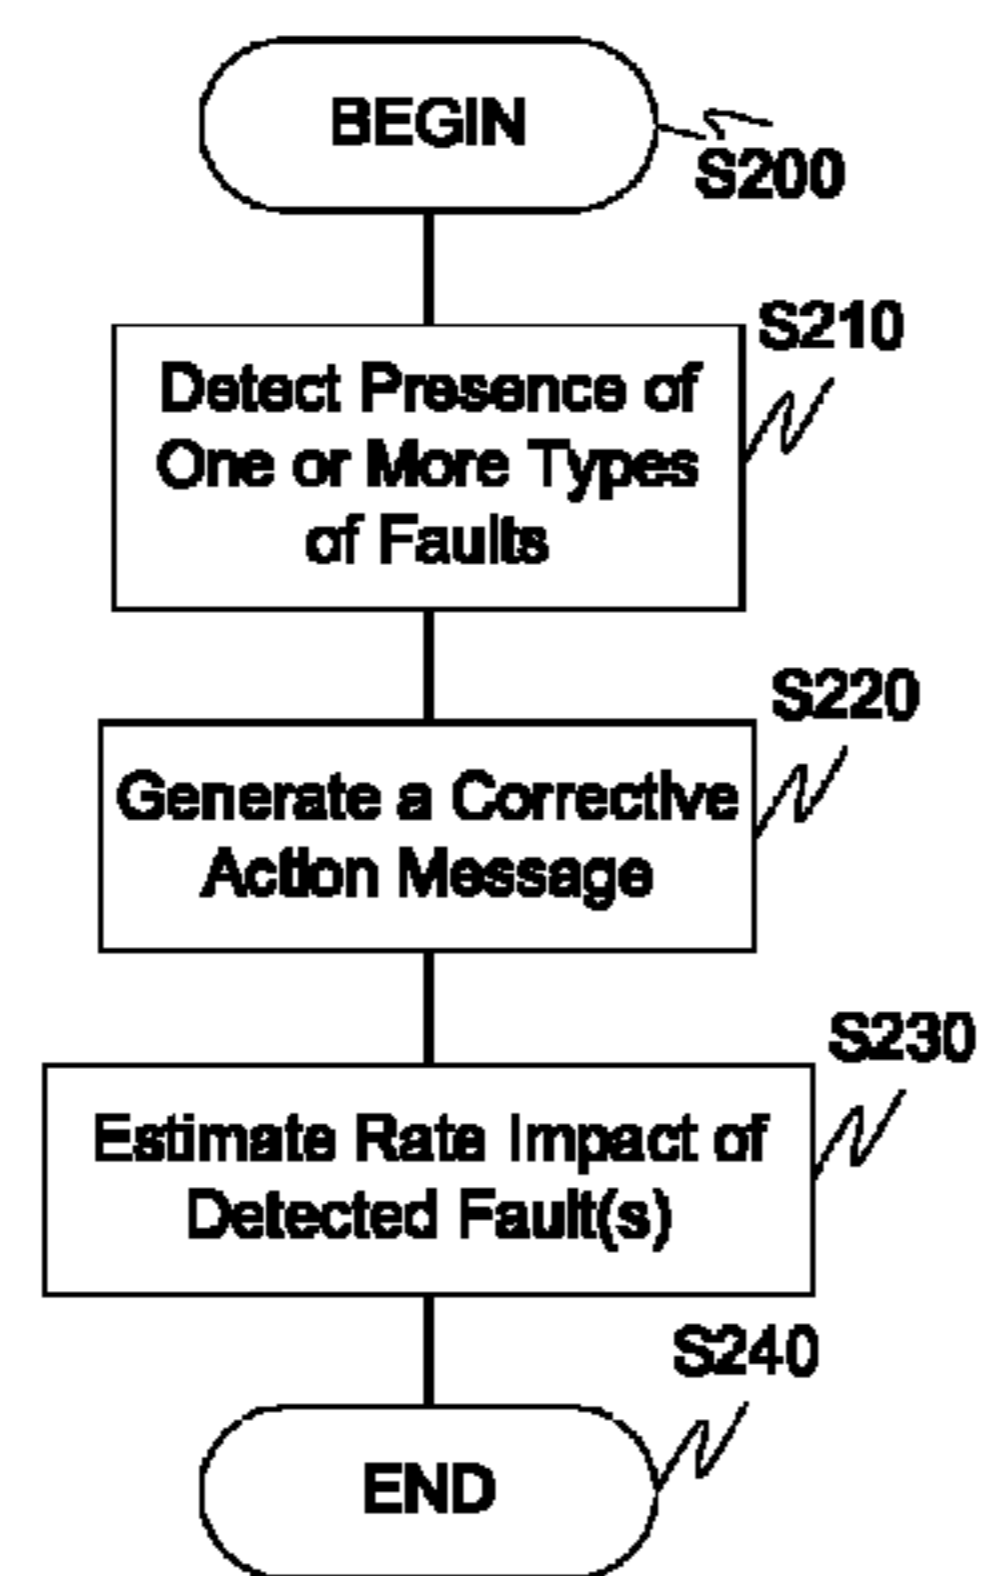 BEGIN
S200
S210
Detect Presence of
One or More Types
of Faults
S220
Generate a Corrective
Action Message
S230
Estimate Rate Impact of
Detected Fault(s)
S240
END